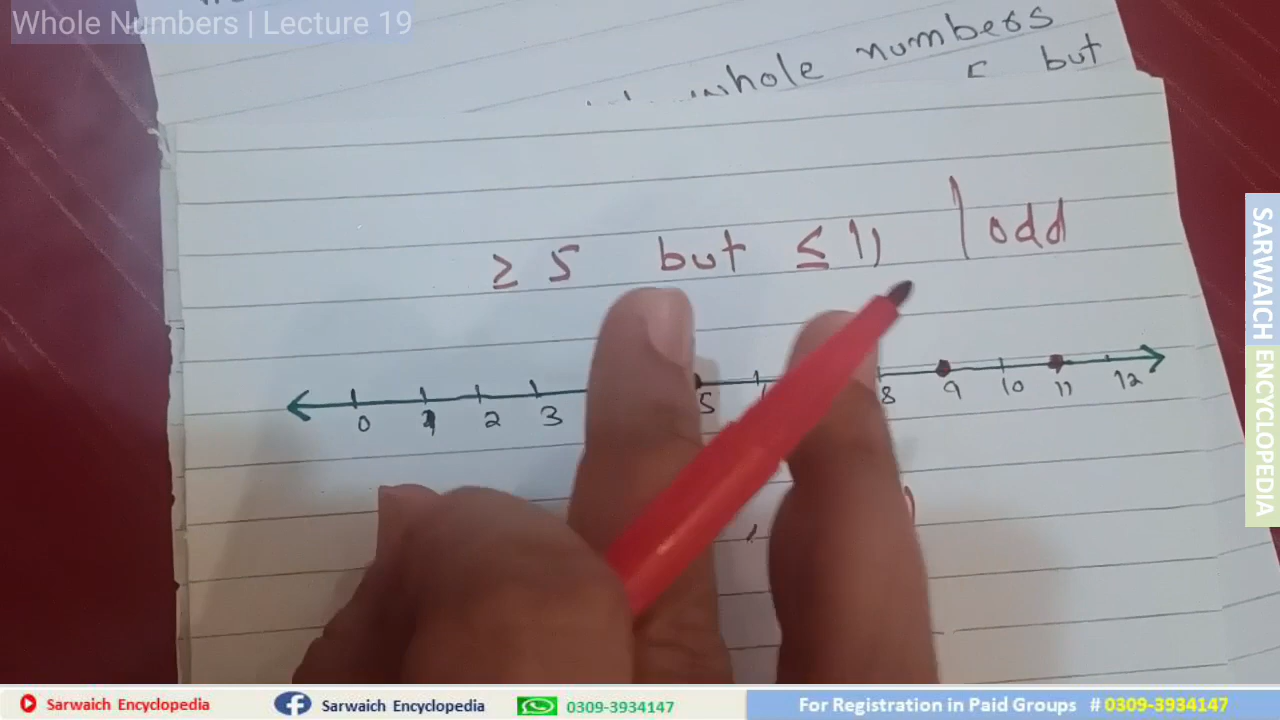 Whole Numbers | Lecture 19
whole numbers
but
≥ 5 but ≤ 11 | odd
0 1 2 3 5 8 9 10 11 12
SARWAICH ENCYCLOPEDIA
Sarwaich Encyclopedia Sarwaich Encyclopedia 0309-3934147 For Registration in Paid Groups # 0309-3934147